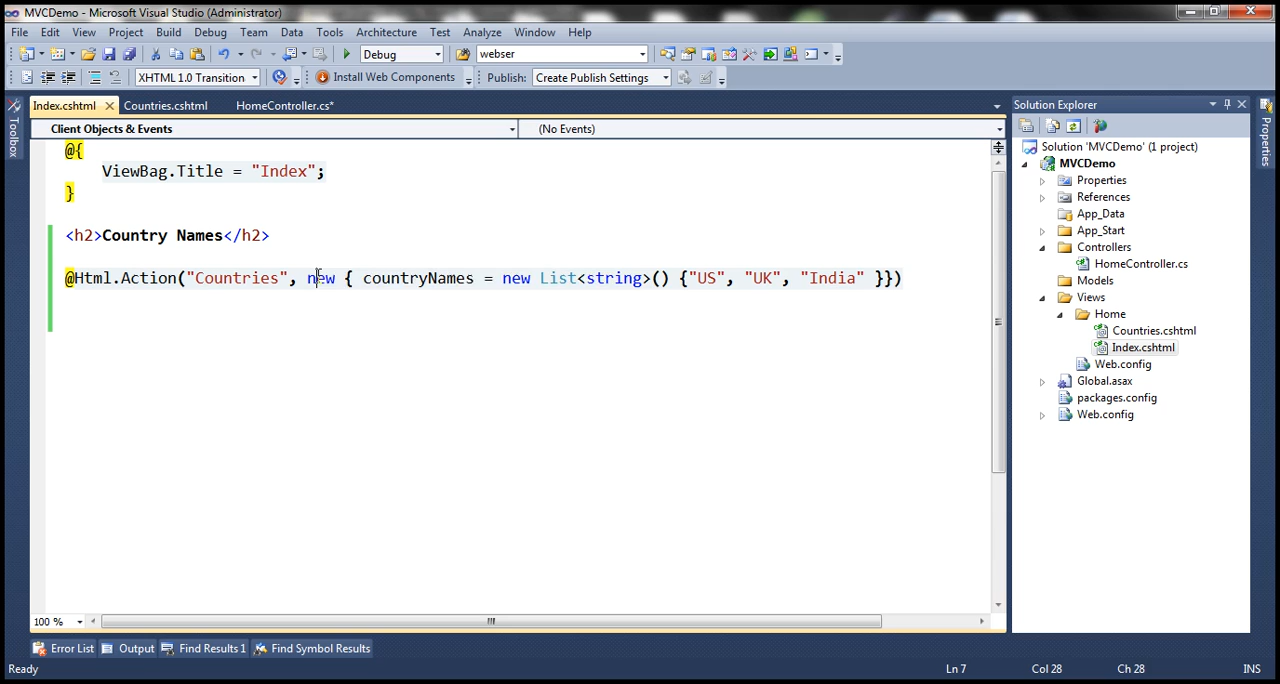 MVCDemo - Microsoft Visual Studio (Administrator)
File Edit View Project Build Debug Team Data Tools Architecture Test Analyze Window Help
Debug webser
XHTML 1.0 Transition Install Web Components Publish: Create Publish Settings
Index.cshtml Countries.cshtml HomeController.cs*
Client Objects & Events (No Events)
@{
ViewBag.Title = "Index";
}
<h2>Country Names</h2>
@Html.Action("Countries", new { countryNames = new List<string>() {"US", "UK", "India" }})
100 %
Toolbox
Solution Explorer
Solution 'MVCDemo' (1 project)
MVCDemo
Properties
References
App_Data
App_Start
Controllers
HomeController.cs
Models
Views
Home
Countries.cshtml
Index.cshtml
Web.config
Global.asax
packages.config
Web.config
Properties
Error List Output Find Results 1 Find Symbol Results
Ready Ln 7 Col 28 Ch 28 INS